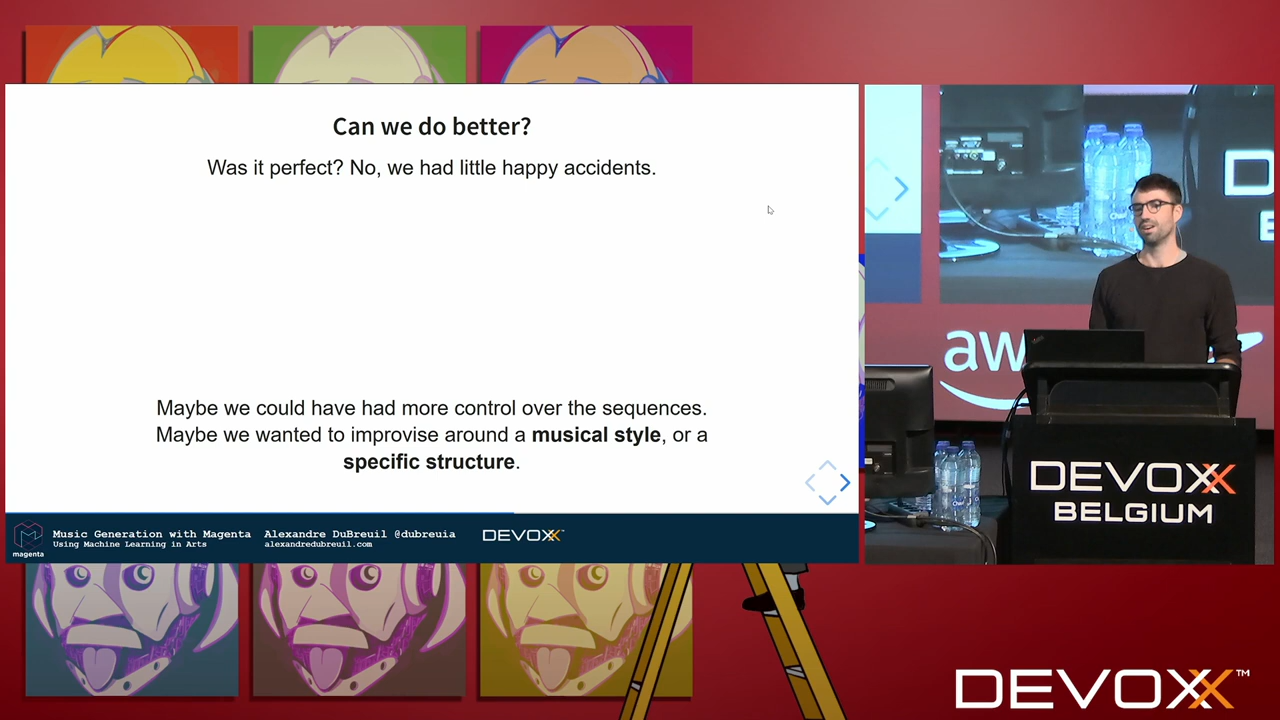 Can we do better?
Was it perfect? No, we had little happy accidents.
Maybe we could have had more control over the sequences.
Maybe we wanted to improvise around a musical style, or a
specific structure.
magenta
Music Generation with Magenta
Using Machine Learning in Arts
Alexandre DuBreuil @dubreuia
alexandredubreuil.com
DEVOXX
aw
DEVOXX
BELGIUM
DEVOXX™